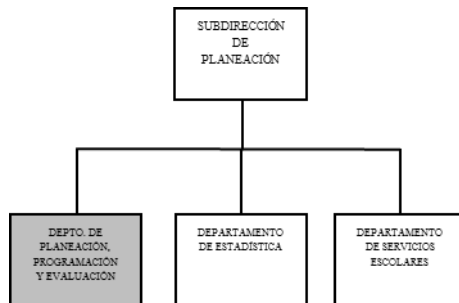 SUBDIRECCIÓN
DE
PLANEACIÓN
DEPTO. DE
PLANEACIÓN,
PROGRAMACIÓN
Y EVALUACIÓN
DEPARTAMENTO
DE ESTADÍSTICA
DEPARTAMENTO
DE SERVICIOS
ESCOLARES